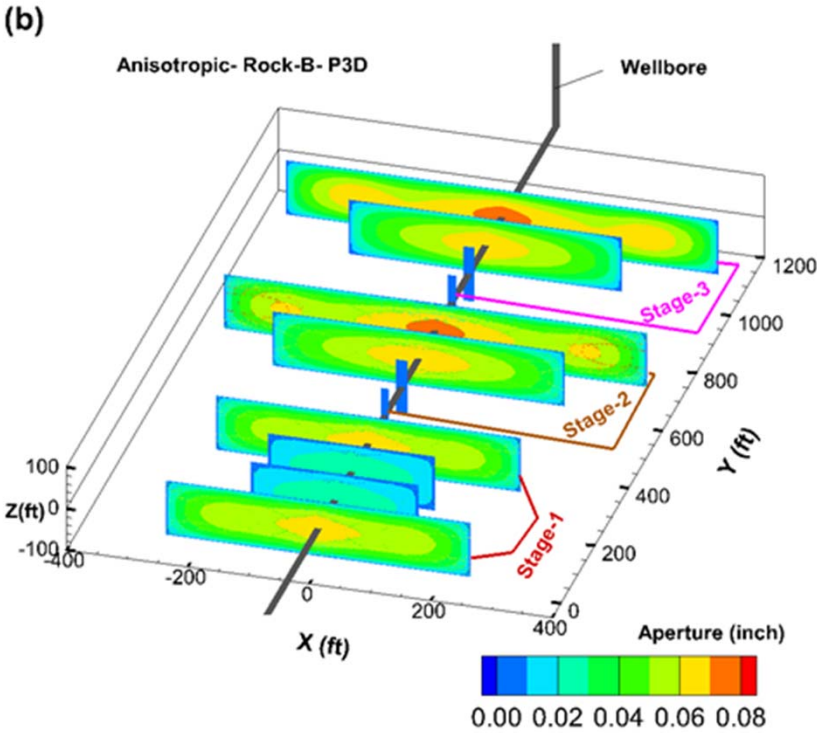 (b)
Anisotropic- Rock-B- P3D
Wellbore
1200
Stage-3
1000
800
Stage-2
600
Y (ft)
100
Z(ft) 0
-100
400
-400
Stage-1
200
-200
0
0
200
400
X (ft)
Aperture (inch)
0.00 0.02 0.04 0.06 0.08